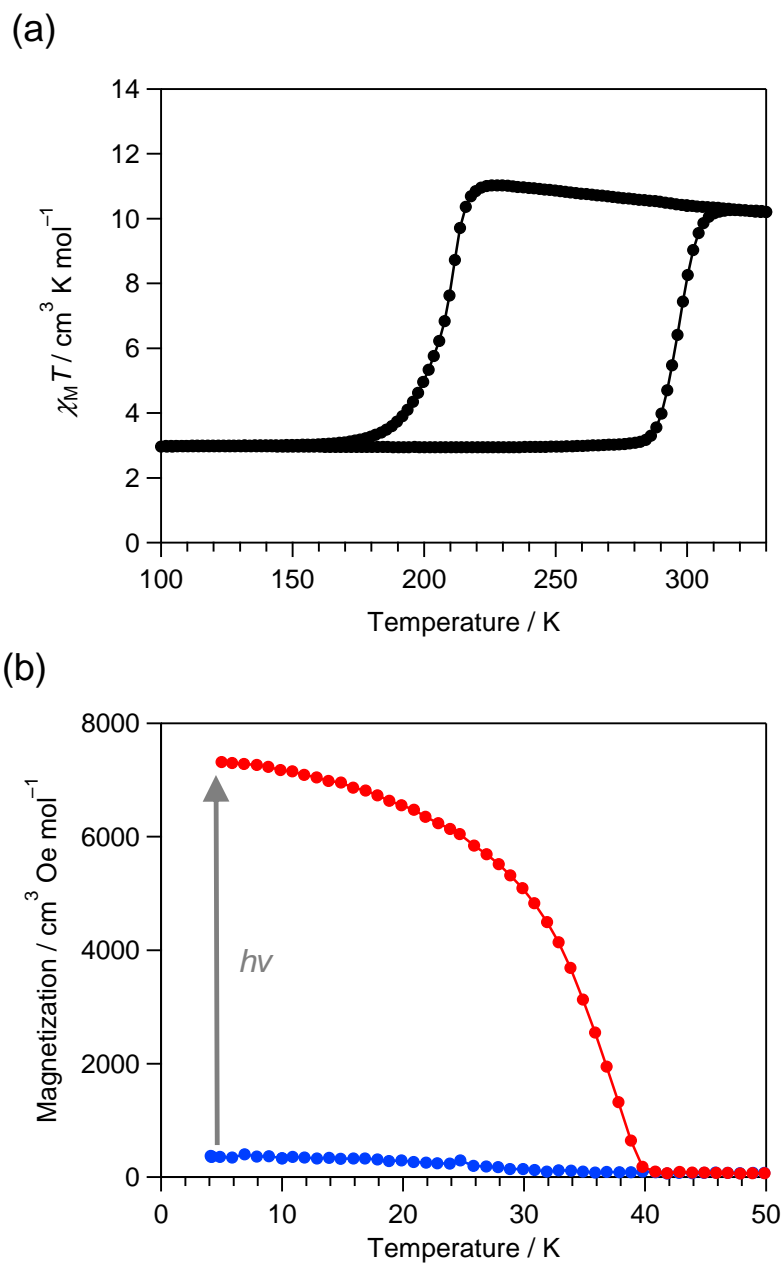 (a)
14
12
10
8
6
4
2
0
χ_M T / cm³ K mol⁻¹
100 150 200 250 300
Temperature / K
(b)
8000
6000
4000
2000
0
Magnetization / cm³ Oe mol⁻¹
hν
0 10 20 30 40 50
Temperature / K